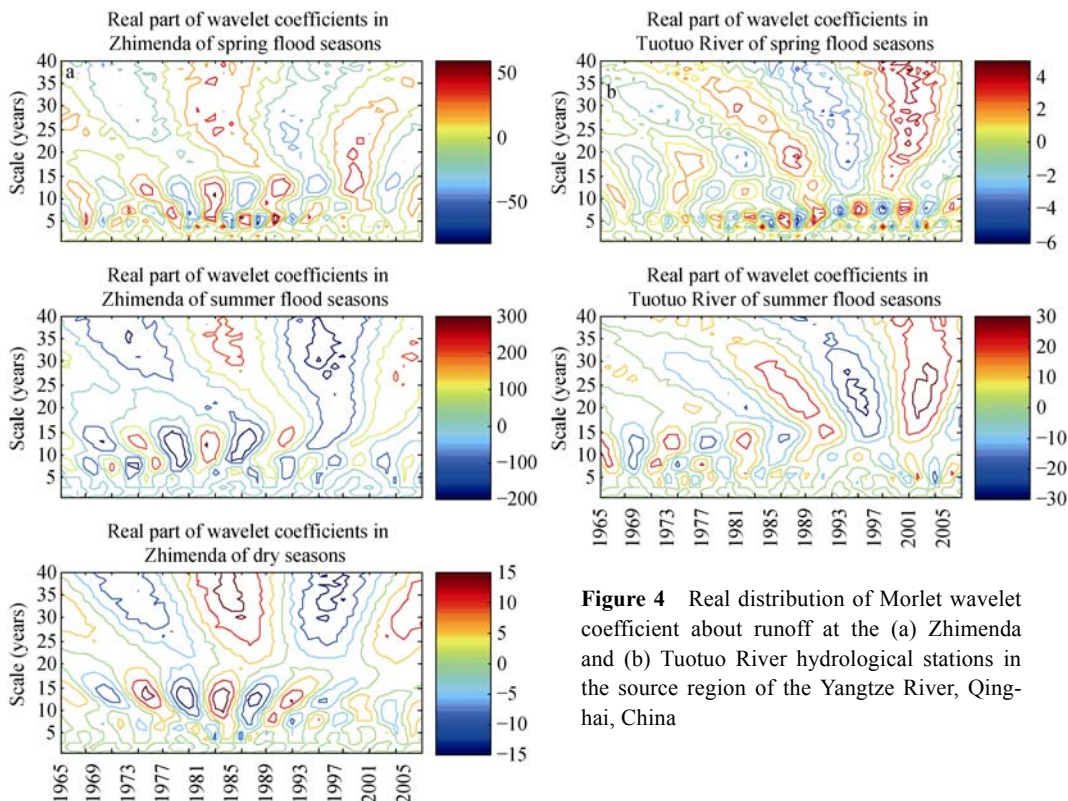 Real part of wavelet coefficients in
Zhimenda of spring flood seasons
Scale (years)
40
35
30
25
20
15
10
5
a
50
0
−50
Real part of wavelet coefficients in
Tuotuo River of spring flood seasons
Scale (years)
40
35
30
25
20
15
10
5
b
4
2
0
−2
−4
−6
Real part of wavelet coefficients in
Zhimenda of summer flood seasons
Scale (years)
40
35
30
25
20
15
10
5
300
200
100
0
−100
−200
Real part of wavelet coefficients in
Tuotuo River of summer flood seasons
Scale (years)
40
35
30
25
20
15
10
5
30
20
10
0
−10
−20
−30
1965 1969 1973 1977 1981 1985 1989 1993 1997 2001 2005
Real part of wavelet coefficients in
Zhimenda of dry seasons
Scale (years)
40
35
30
25
20
15
10
5
15
10
5
0
−5
−10
−15
1965 1969 1973 1977 1981 1985 1989 1993 1997 2001 2005
Figure 4 Real distribution of Morlet wavelet
coefficient about runoff at the (a) Zhimenda
and (b) Tuotuo River hydrological stations in
the source region of the Yangtze River, Qing-
hai, China